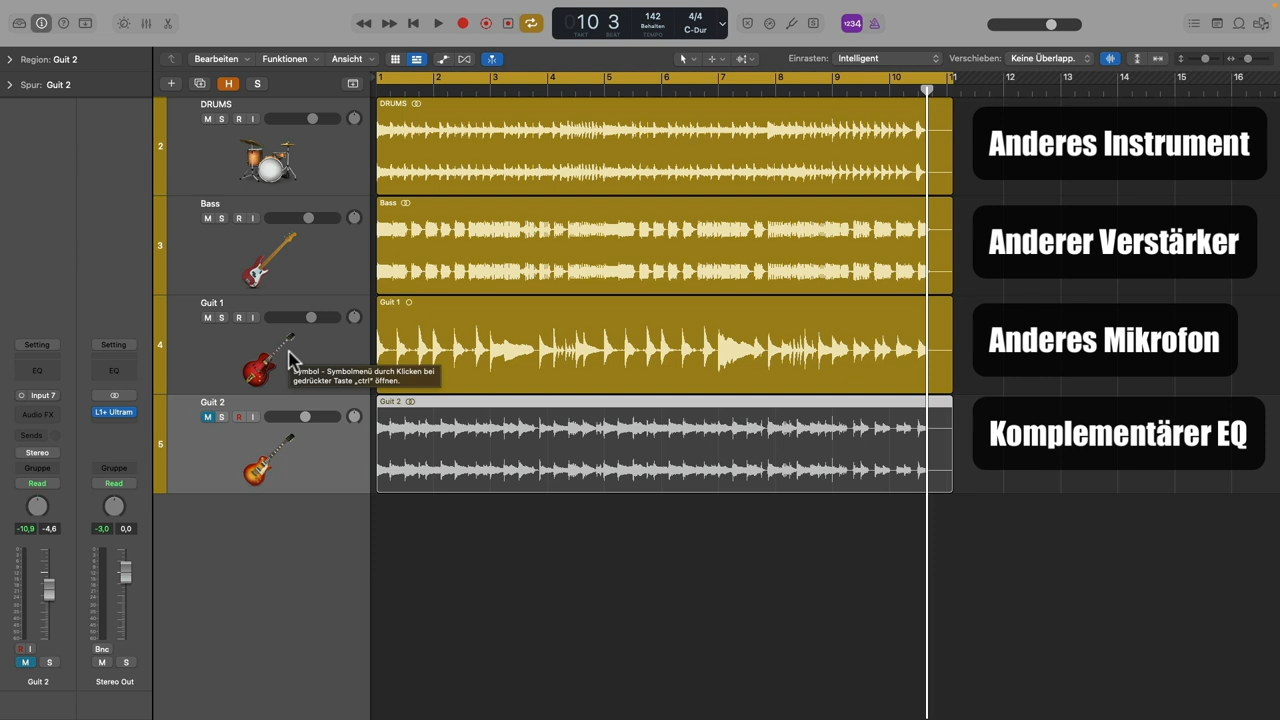 Region: Guit 2
Spur: Guit 2
10 3
TAKT BEAT
142
Behalten
TEMPO
4/4
C-Dur
1234
Bearbeiten
Funktionen
Ansicht
Einrasten: Intelligent
Verschieben: Keine Überlapp.
H
S
1 2 3 4 5 6 7 8 9 10 11 12 13 14 15 16
2
DRUMS
M S R I
DRUMS
Anderes Instrument
3
Bass
M S R I
Bass
Anderer Verstärker
4
Guit 1
M S R I
Guit 1
Anderes Mikrofon
Symbol - Symbolmenü durch Klicken bei
gedrückter Taste „ctrl“ öffnen.
5
Guit 2
M S R I
Guit 2
Komplementärer EQ
Setting Setting
EQ EQ
Input 7
Audio FX L1+ Ultram
Sends
Stereo
Gruppe Gruppe
Read Read
-10,9 -4,6 -3,0 0,0
R I Bnc
M S M S
Guit 2 Stereo Out